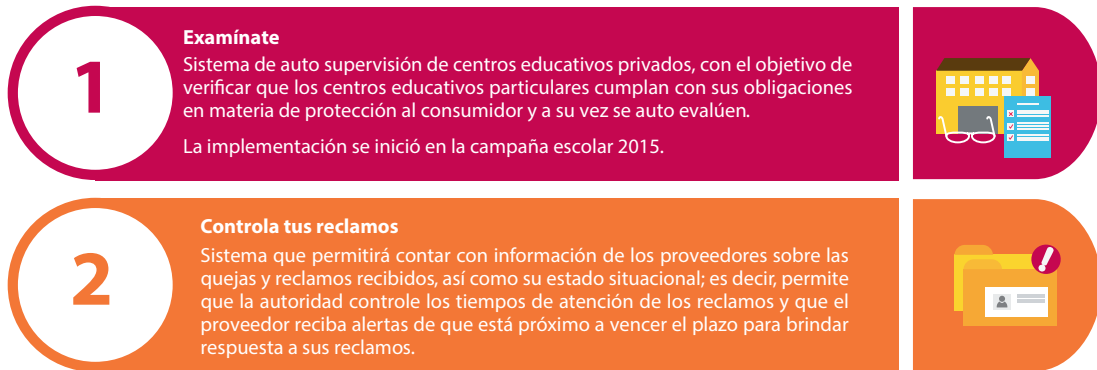 1
Examínate
Sistema de auto supervisión de centros educativos privados, con el objetivo de
verificar que los centros educativos particulares cumplan con sus obligaciones
en materia de protección al consumidor y a su vez se auto evalúen.
La implementación se inició en la campaña escolar 2015.
2
Controla tus reclamos
Sistema que permitirá contar con información de los proveedores sobre las
quejas y reclamos recibidos, así como su estado situacional; es decir, permite
que la autoridad controle los tiempos de atención de los reclamos y que el
proveedor reciba alertas de que está próximo a vencer el plazo para brindar
respuesta a sus reclamos.